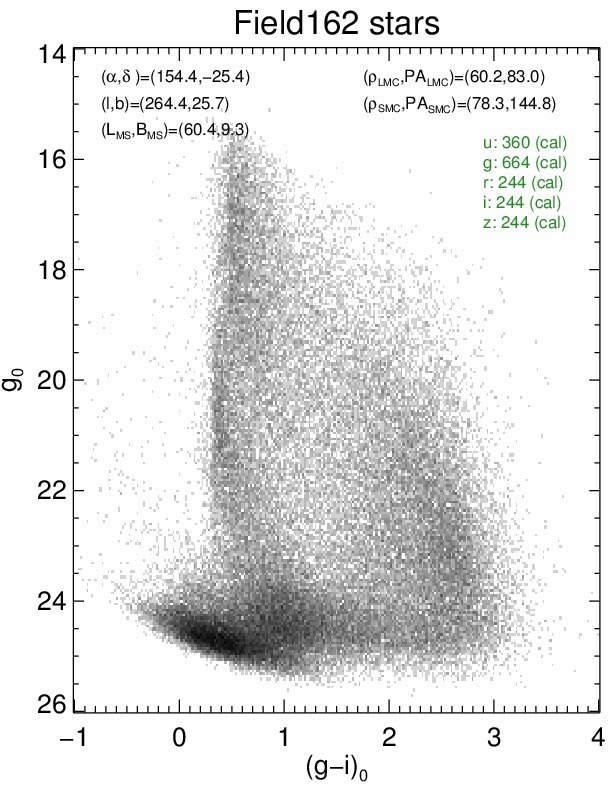 Field162 stars
(α,δ )=(154.4,−25.4)
(ρLMC,PALMC)=(60.2,83.0)
(l,b)=(264.4,25.7)
(ρSMC,PASMC)=(78.3,144.8)
(LMS,BMS)=(60.4,9.3)
u: 360 (cal)
g: 664 (cal)
r: 244 (cal)
i: 244 (cal)
z: 244 (cal)
14
16
18
20
22
24
26
g0
−1 0 1 2 3 4
(g−i)0